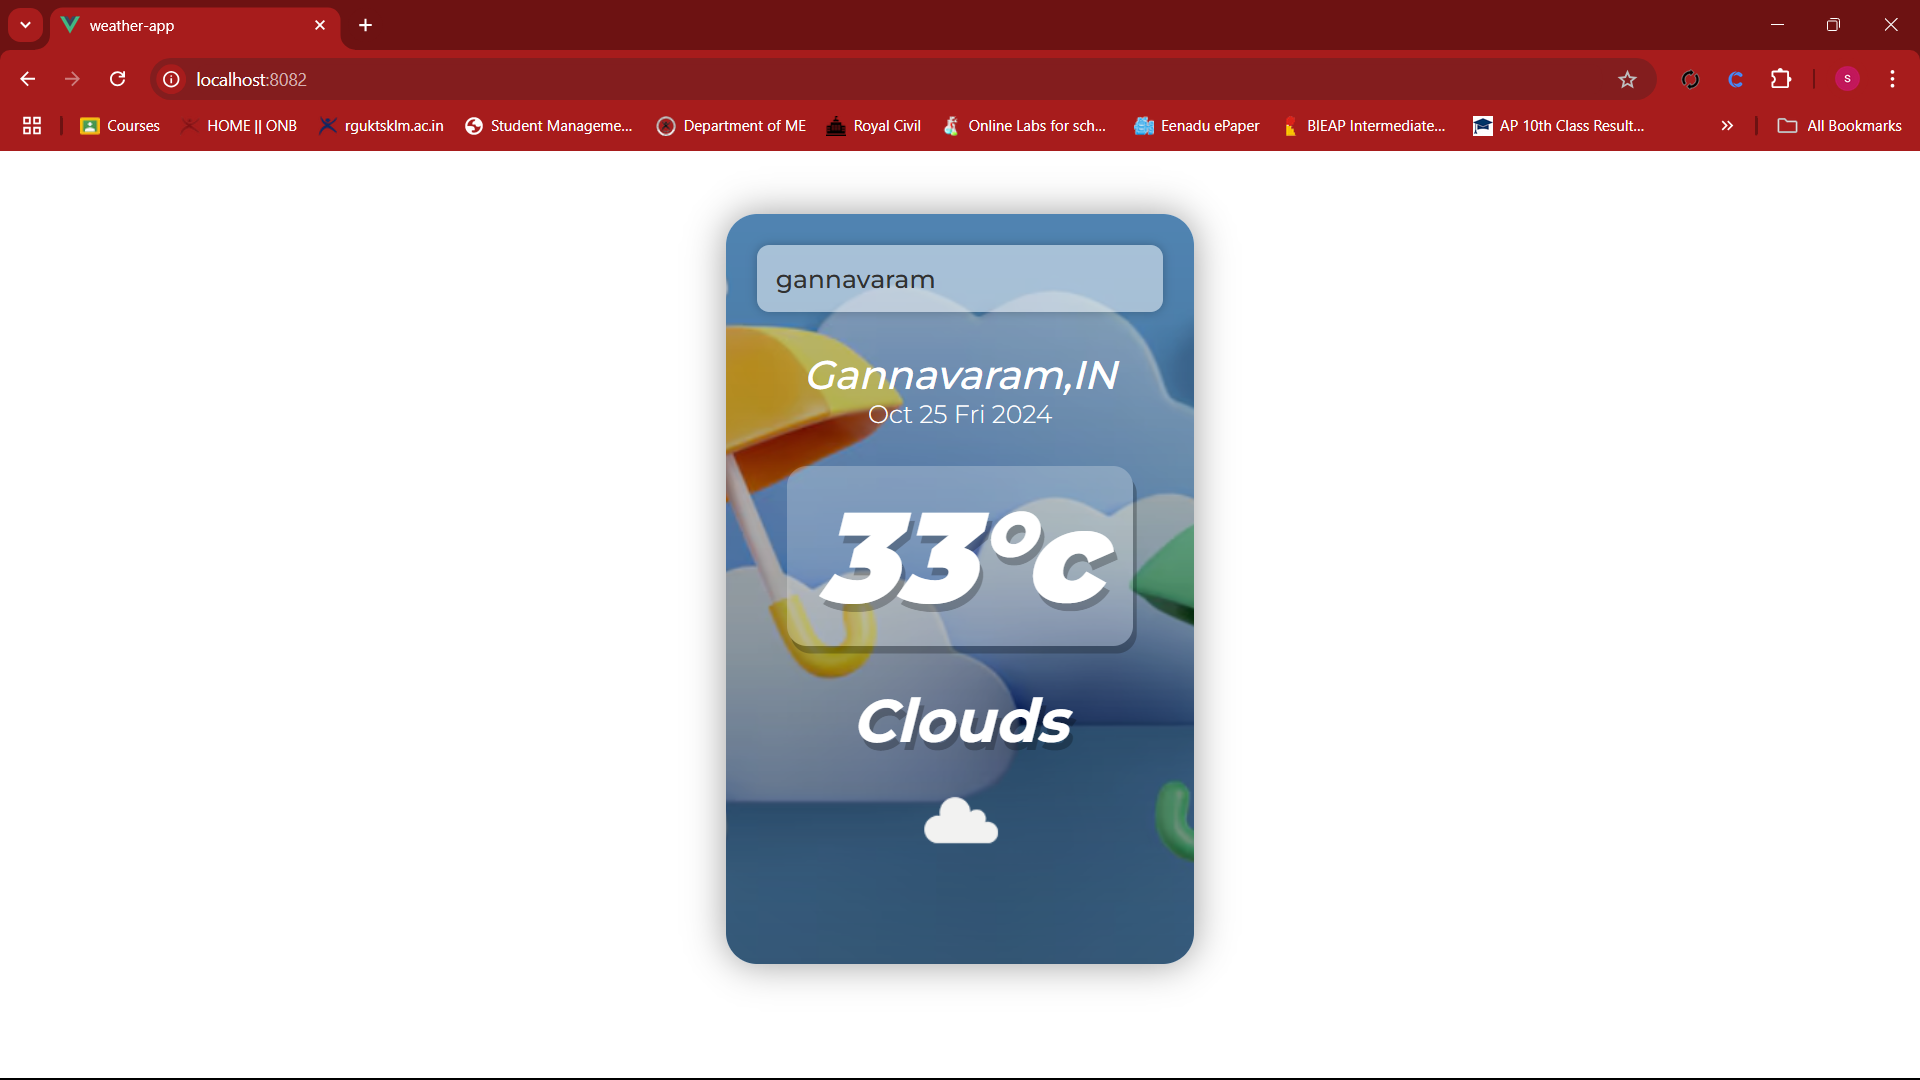 weather-app
localhost:8082
s
Courses
HOME || ONB
rguktsklm.ac.in
Student Manageme...
Department of ME
Royal Civil
Online Labs for sch...
Eenadu ePaper
BIEAP Intermediate...
AP 10th Class Result...
All Bookmarks
gannavaram
Gannavaram,IN
Oct 25 Fri 2024
33°c
Clouds